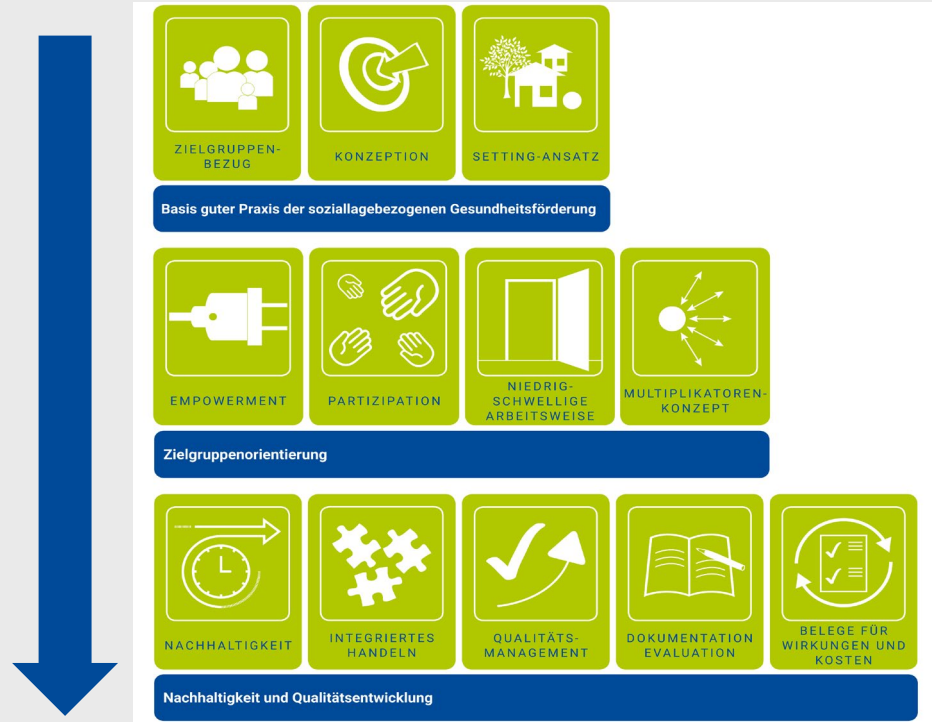 ZIELGRUPPEN-
BEZUG
KONZEPTION
SETTING-ANSATZ
Basis guter Praxis der soziallagebezogenen Gesundheitsförderung
EMPOWERMENT
PARTIZIPATION
NIEDRIG-
SCHWELLIGE
ARBEITSWEISE
MULTIPLIKATOREN-
KONZEPT
Zielgruppenorientierung
NACHHALTIGKEIT
INTEGRIERTES
HANDELN
QUALITÄTS-
MANAGEMENT
DOKUMENTATION
EVALUATION
BELEGE FÜR
WIRKUNGEN UND
KOSTEN
Nachhaltigkeit und Qualitätsentwicklung